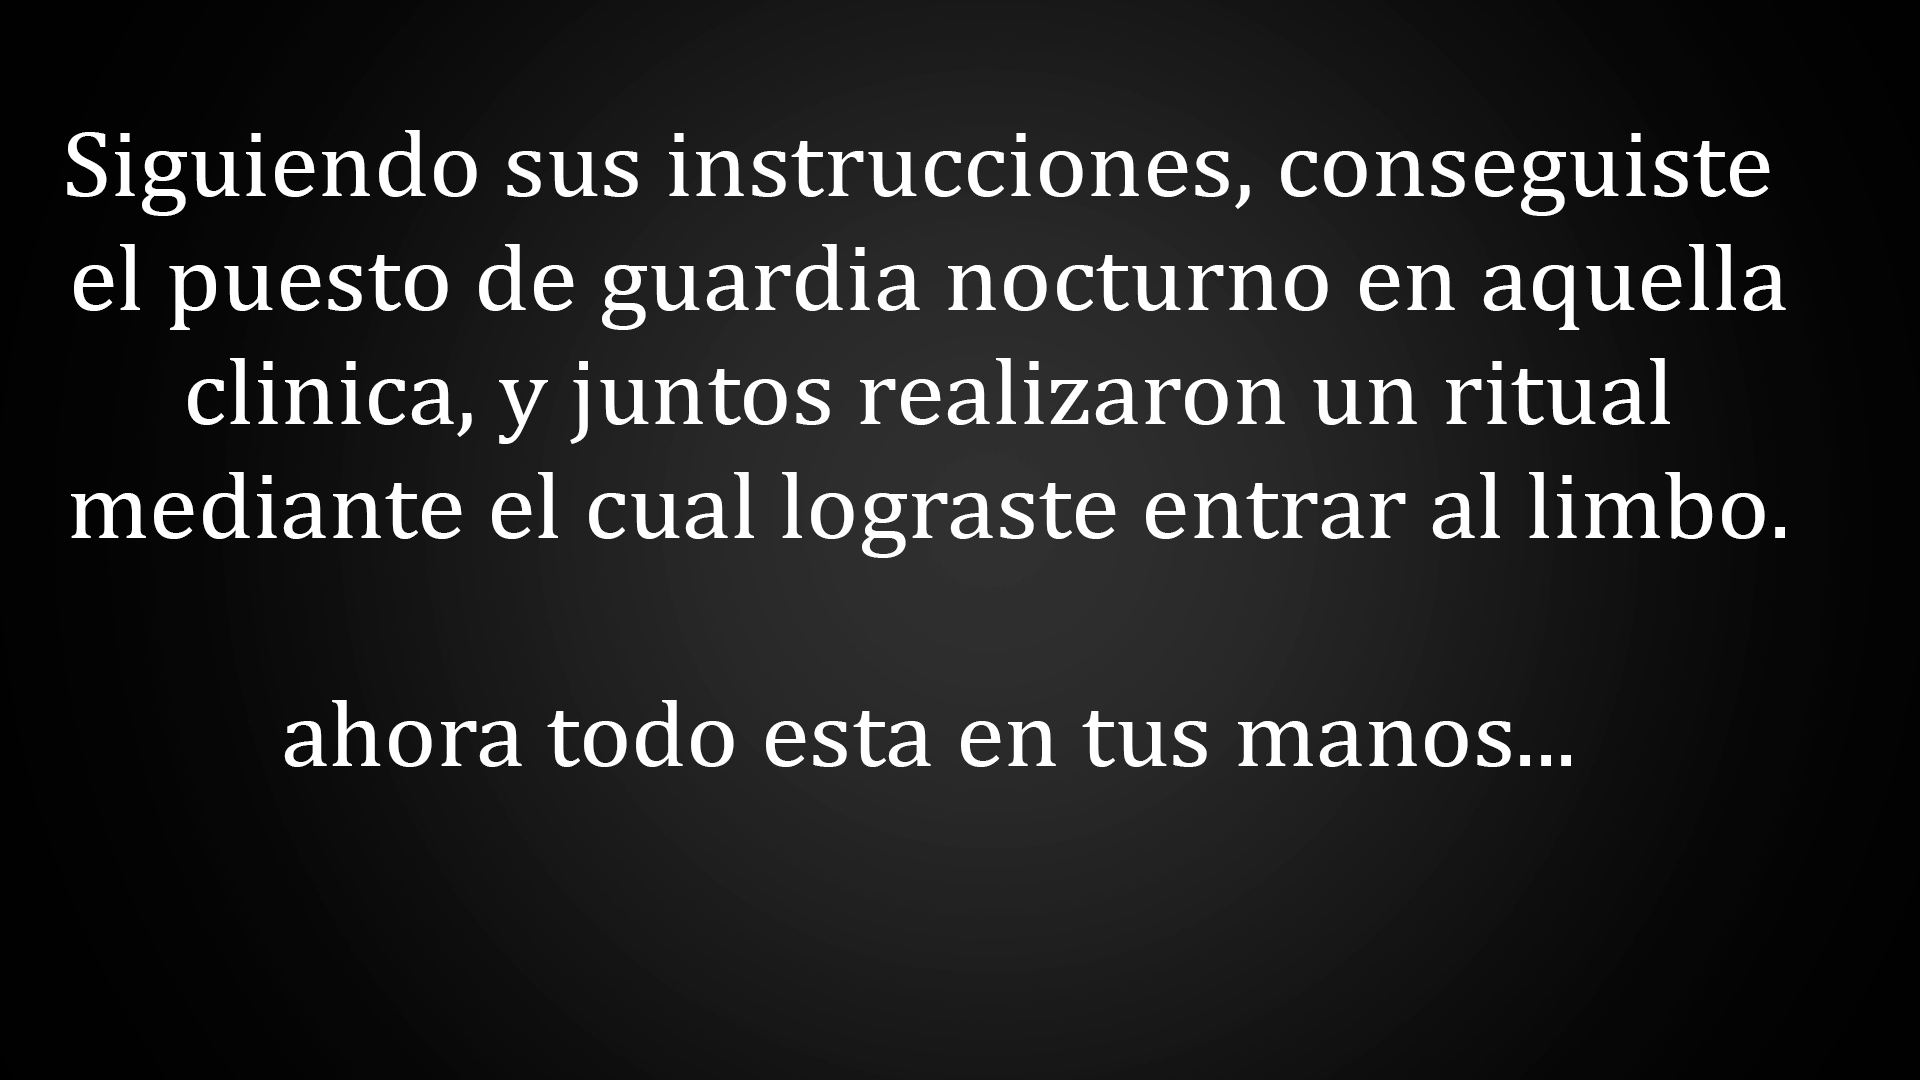 Siguiendo sus instrucciones, conseguiste
el puesto de guardia nocturno en aquella
clinica, y juntos realizaron un ritual
mediante el cual lograste entrar al limbo.
ahora todo esta en tus manos...